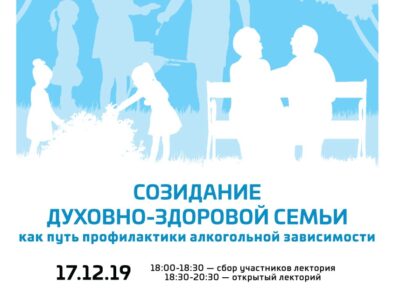 СОЗИДАНИЕ
ДУХОВНО-ЗДОРОВОЙ СЕМЬИ
как путь профилактики алкогольной зависимости
17.12.19
18:00-18:30 — сбор участников лектория
18:30-20:30 — открытый лекторий